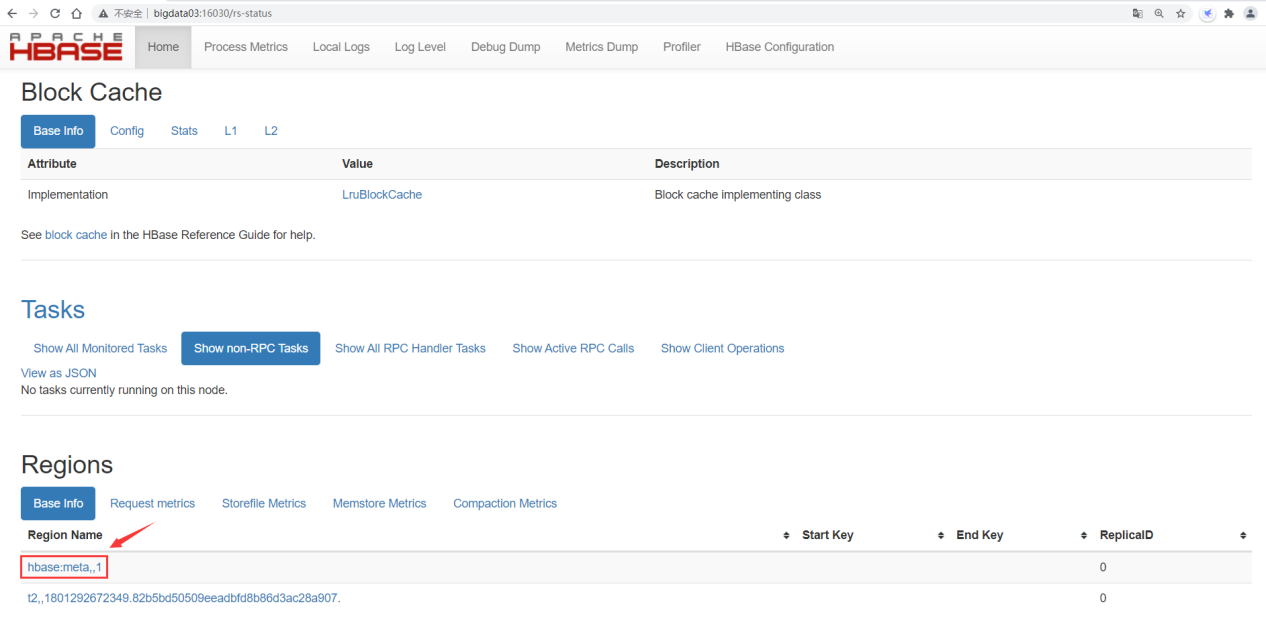 不安全 bigdata03:16030/rs-status
APACHE
HBASE
Home Process Metrics Local Logs Log Level Debug Dump Metrics Dump Profiler HBase Configuration
Block Cache
Base Info Config Stats L1 L2
Attribute Value Description
Implementation LruBlockCache Block cache implementing class
See block cache in the HBase Reference Guide for help.
Tasks
Show All Monitored Tasks Show non-RPC Tasks Show All RPC Handler Tasks Show Active RPC Calls Show Client Operations
View as JSON
No tasks currently running on this node.
Regions
Base Info Request metrics Storefile Metrics Memstore Metrics Compaction Metrics
Region Name Start Key End Key ReplicaID
hbase:meta,,1 0
t2,,1801292672349.82b5bd50509eeadbfd8b86d3ac28a907. 0